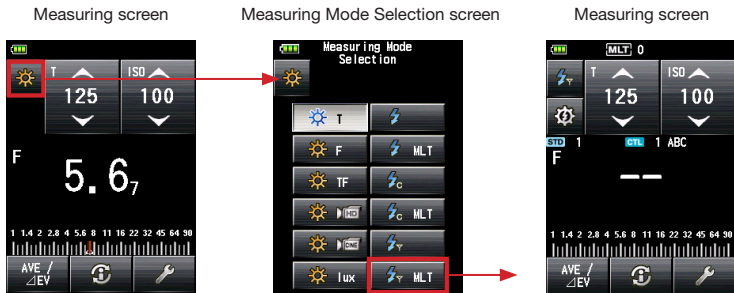 Measuring screen
Measuring Mode Selection screen
Measuring screen
T
ISO
125
100
F
5.6₇
1 1.4 2 2.8 4 5.6 8 11 16 22 32 45 64 90
AVE /
⊿EV
Measuring Mode
Selection
T
F
MLT
TF
C
HD
C MLT
CINE
Y
lux
Y MLT
MLT 0
Y
T
ISO
125
100
STD 1
CTL 1 ABC
F
--
1 1.4 2 2.8 4 5.6 8 11 16 22 32 45 64 90
AVE /
⊿EV